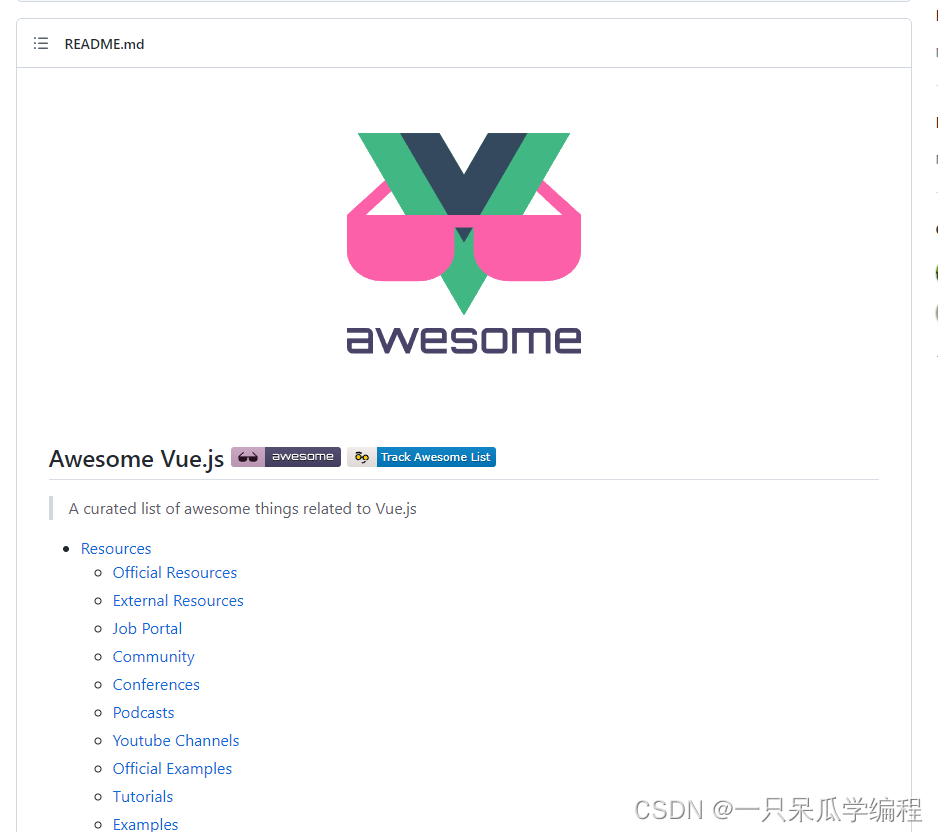 README.md
awesome
Awesome Vue.js awesome Track Awesome List
A curated list of awesome things related to Vue.js
Resources
Official Resources
External Resources
Job Portal
Community
Conferences
Podcasts
Youtube Channels
Official Examples
Tutorials
Examples
CSDN @一只呆瓜学编程